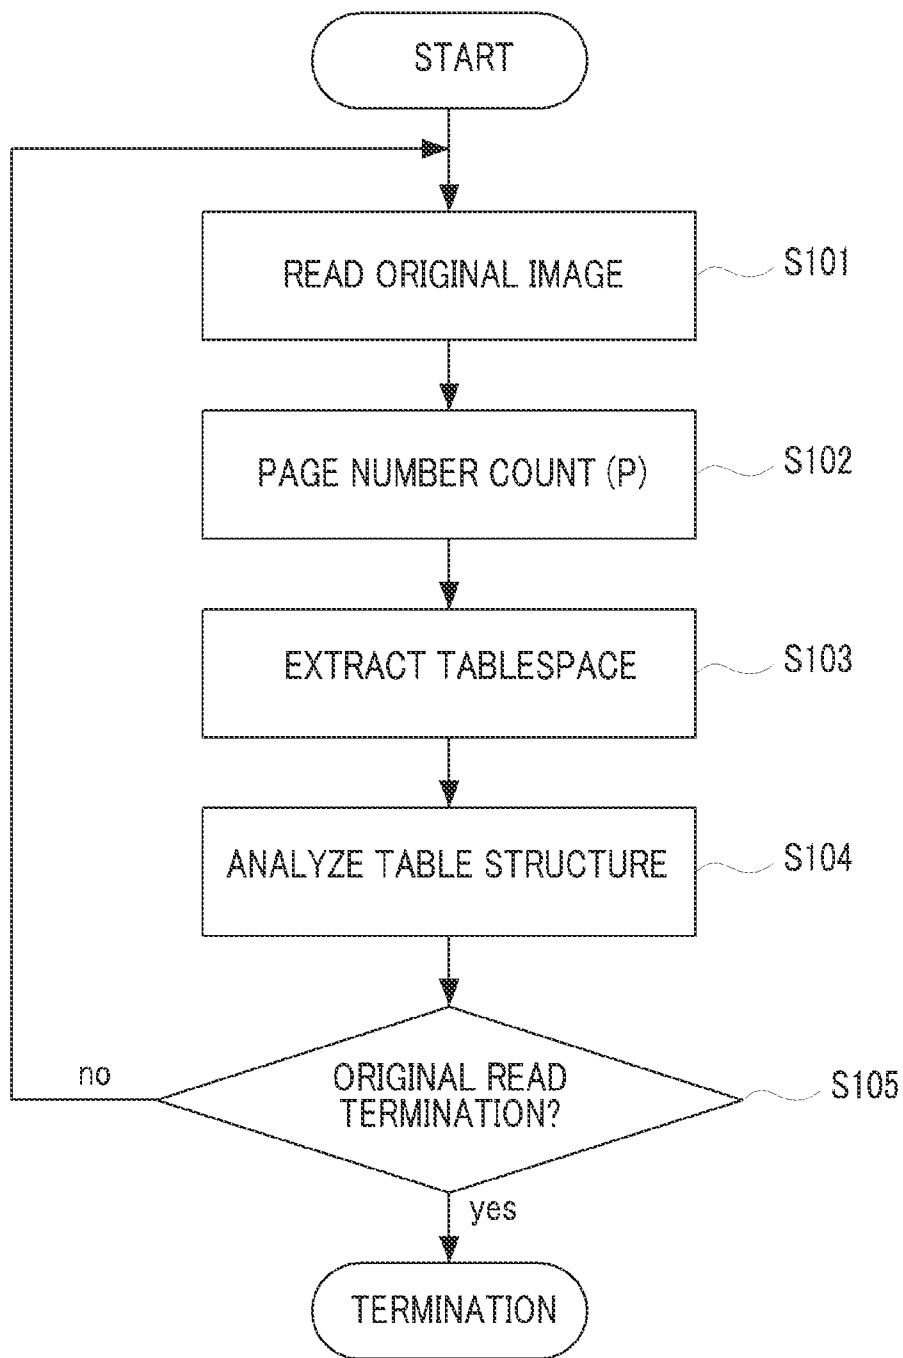 START
READ ORIGINAL IMAGE
S101
PAGE NUMBER COUNT (P)
S102
EXTRACT TABLESPACE
S103
ANALYZE TABLE STRUCTURE
S104
no
ORIGINAL READ
TERMINATION?
S105
yes
TERMINATION